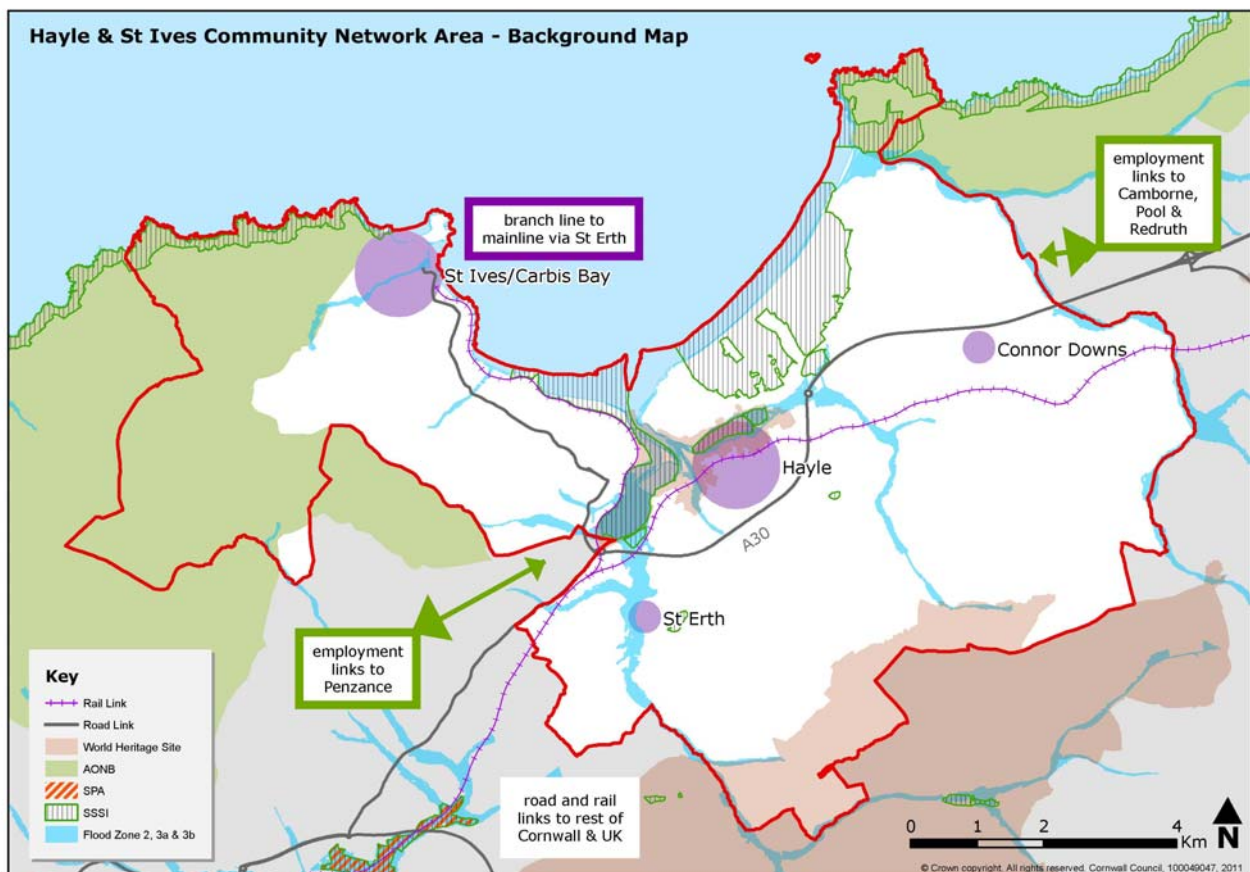 Hayle & St Ives Community Network Area - Background Map
employment
links to
Camborne,
Pool &
Redruth
branch line to
mainline via St Erth
St Ives/Carbis Bay
Connor Downs
Hayle
A30
St Erth
employment
links to
Penzance
Key
Rail Link
Road Link
World Heritage Site
AONB
SPA
SSSI
Flood Zone 2, 3a & 3b
road and rail
links to rest of
Cornwall & UK
0 1 2 4
Km
N
© Crown copyright. All rights reserved. Cornwall Council, 100049047, 2011